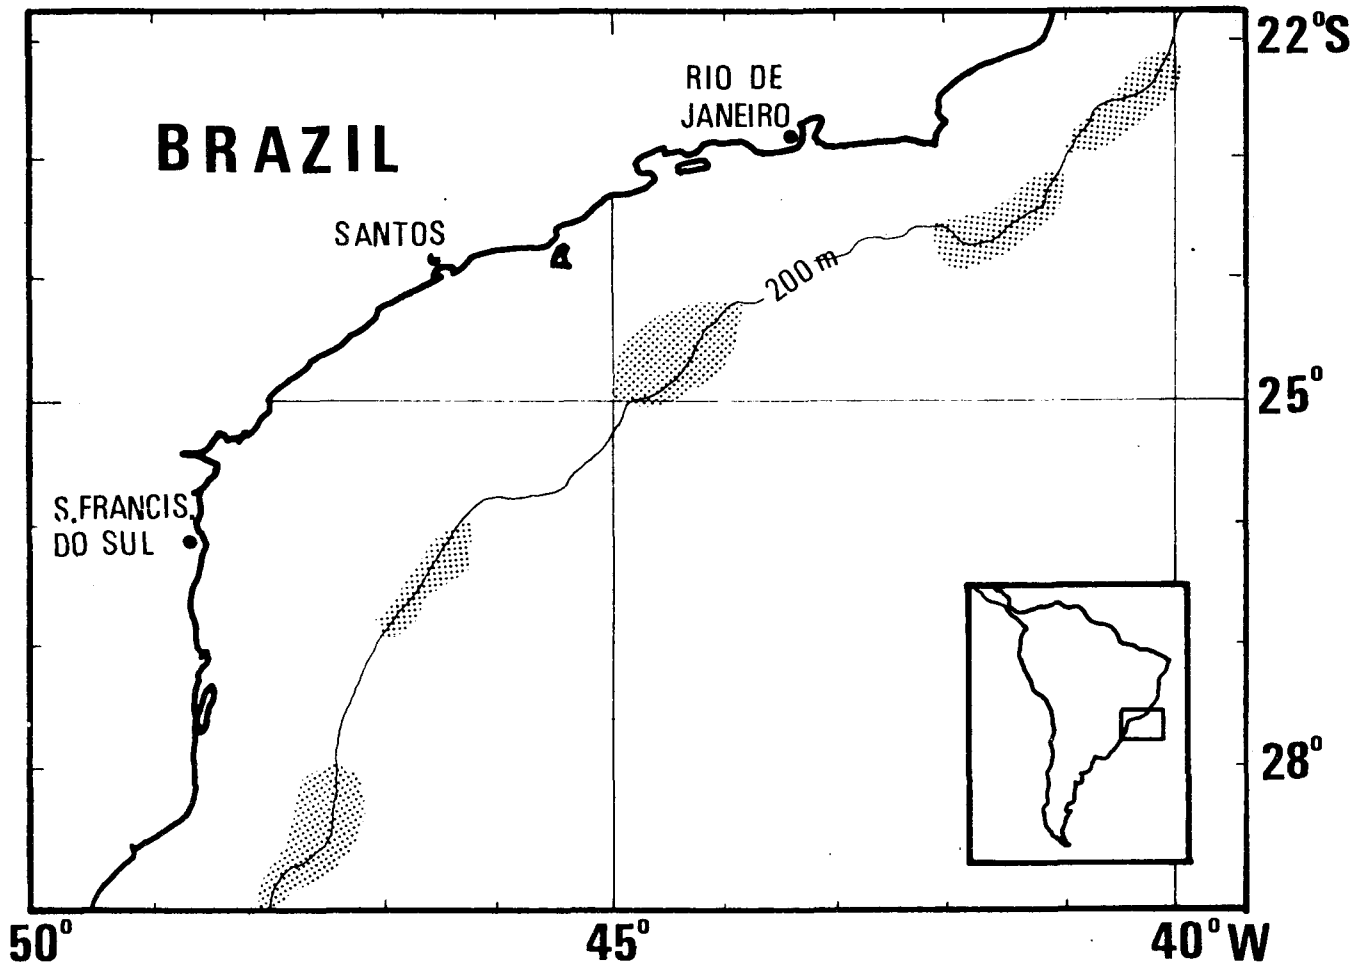 22°S
RIO DE
JANEIRO
BRAZIL
SANTOS
200 m
25°
S.FRANCIS.
DO SUL
28°
50°
45°
40°W